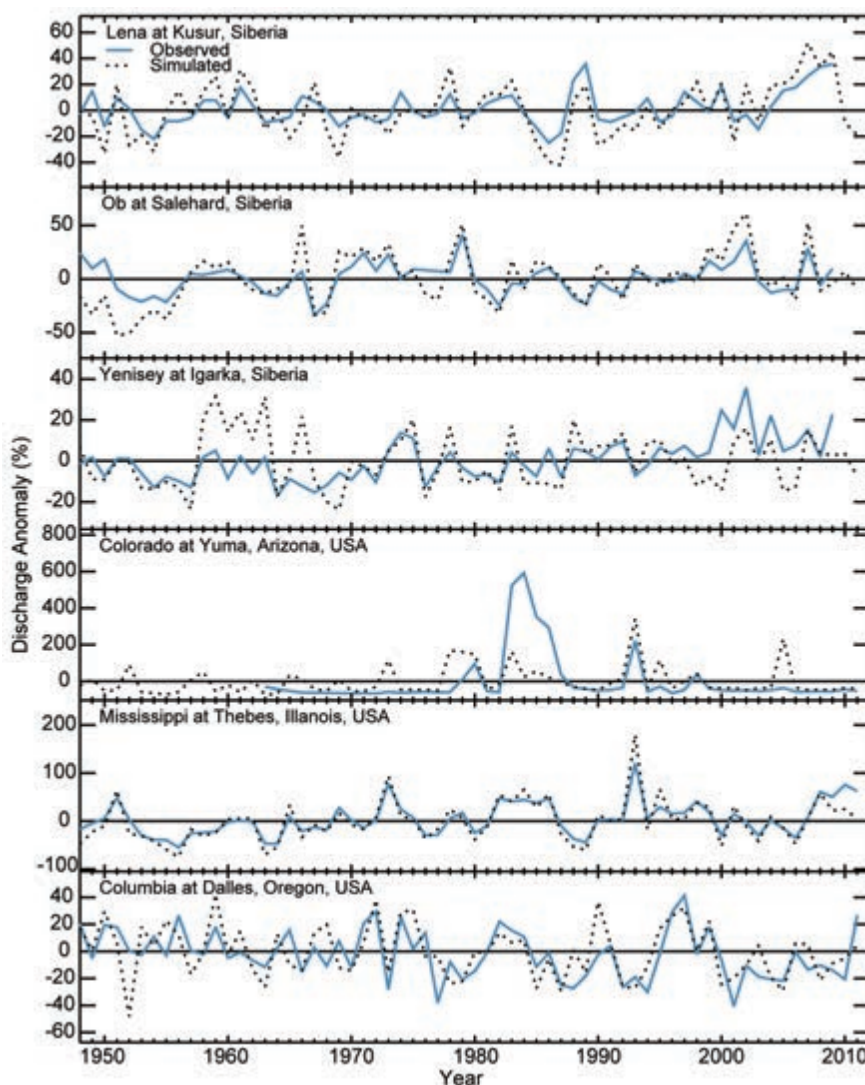 Lena at Kusur, Siberia
Observed
Simulated
60
40
20
0
-20
-40
Ob at Salehard, Siberia
50
0
-50
Yenisey at Igarka, Siberia
40
20
0
-20
Colorado at Yuma, Arizona, USA
800
600
400
200
0
Mississippi at Thebes, Illanois, USA
200
100
0
-100
Columbia at Dalles, Oregon, USA
40
20
0
-20
-40
-60
Discharge Anomaly (%)
1950 1960 1970 1980 1990 2000 2010
Year